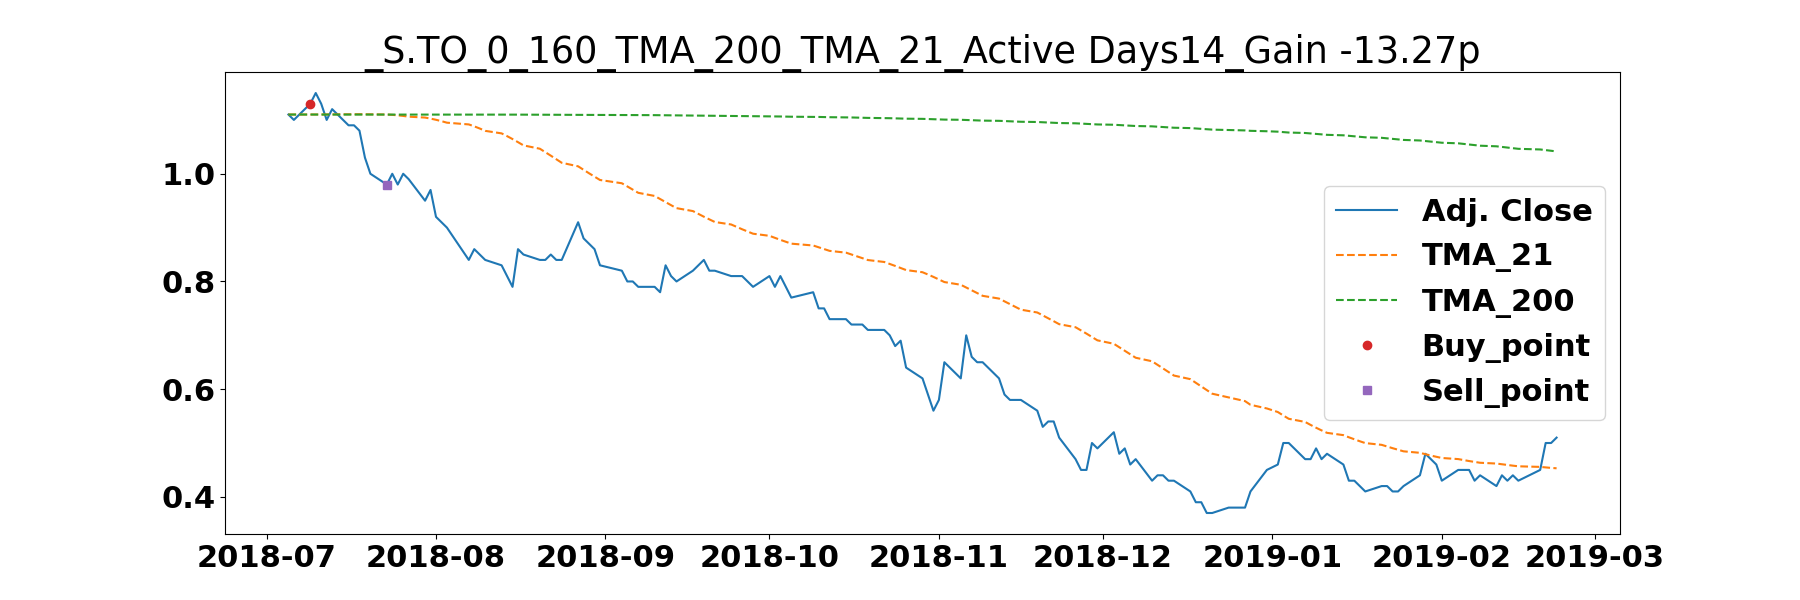 _S.TO_0_160_TMA_200_TMA_21_Active Days14_Gain -13.27p
1.0
0.8
0.6
0.4
Adj. Close
TMA_21
TMA_200
Buy_point
Sell_point
2018-07 2018-08 2018-09 2018-10 2018-11 2018-12 2019-01 2019-02 2019-03